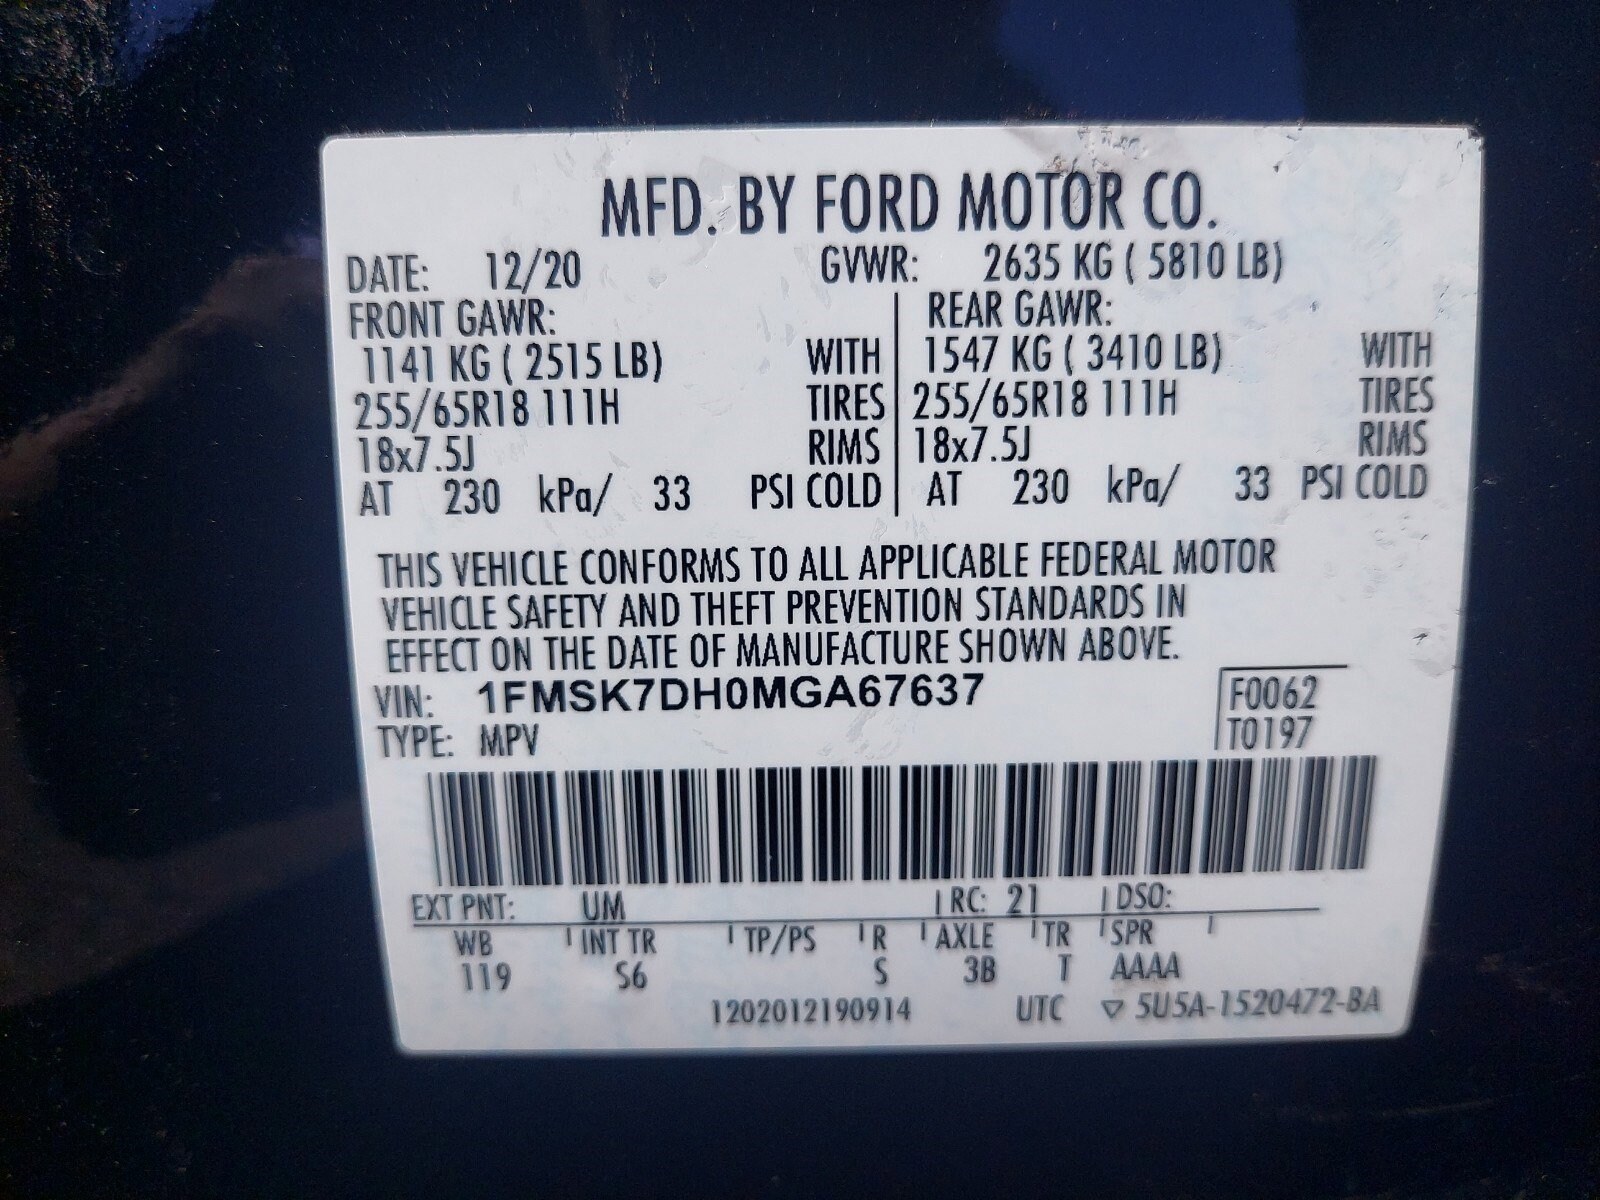 MFD. BY FORD MOTOR CO.
DATE: 12/20 GVWR: 2635 KG ( 5810 LB)
FRONT GAWR: REAR GAWR:
1141 KG ( 2515 LB) WITH 1547 KG ( 3410 LB) WITH
255/65R18 111H TIRES 255/65R18 111H TIRES
18x7.5J RIMS 18x7.5J RIMS
AT 230 kPa/ 33 PSI COLD AT 230 kPa/ 33 PSI COLD
THIS VEHICLE CONFORMS TO ALL APPLICABLE FEDERAL MOTOR
VEHICLE SAFETY AND THEFT PREVENTION STANDARDS IN
EFFECT ON THE DATE OF MANUFACTURE SHOWN ABOVE.
VIN: 1FMSK7DH0MGA67637 F0062
TYPE: MPV T0197
EXT PNT: UM RC: 21 DSO:
WB INT TR TP/PS R AXLE TR SPR
119 S6 S 3B T AAAA
1202012190914 UTC ▽ 5U5A-1520472-BA